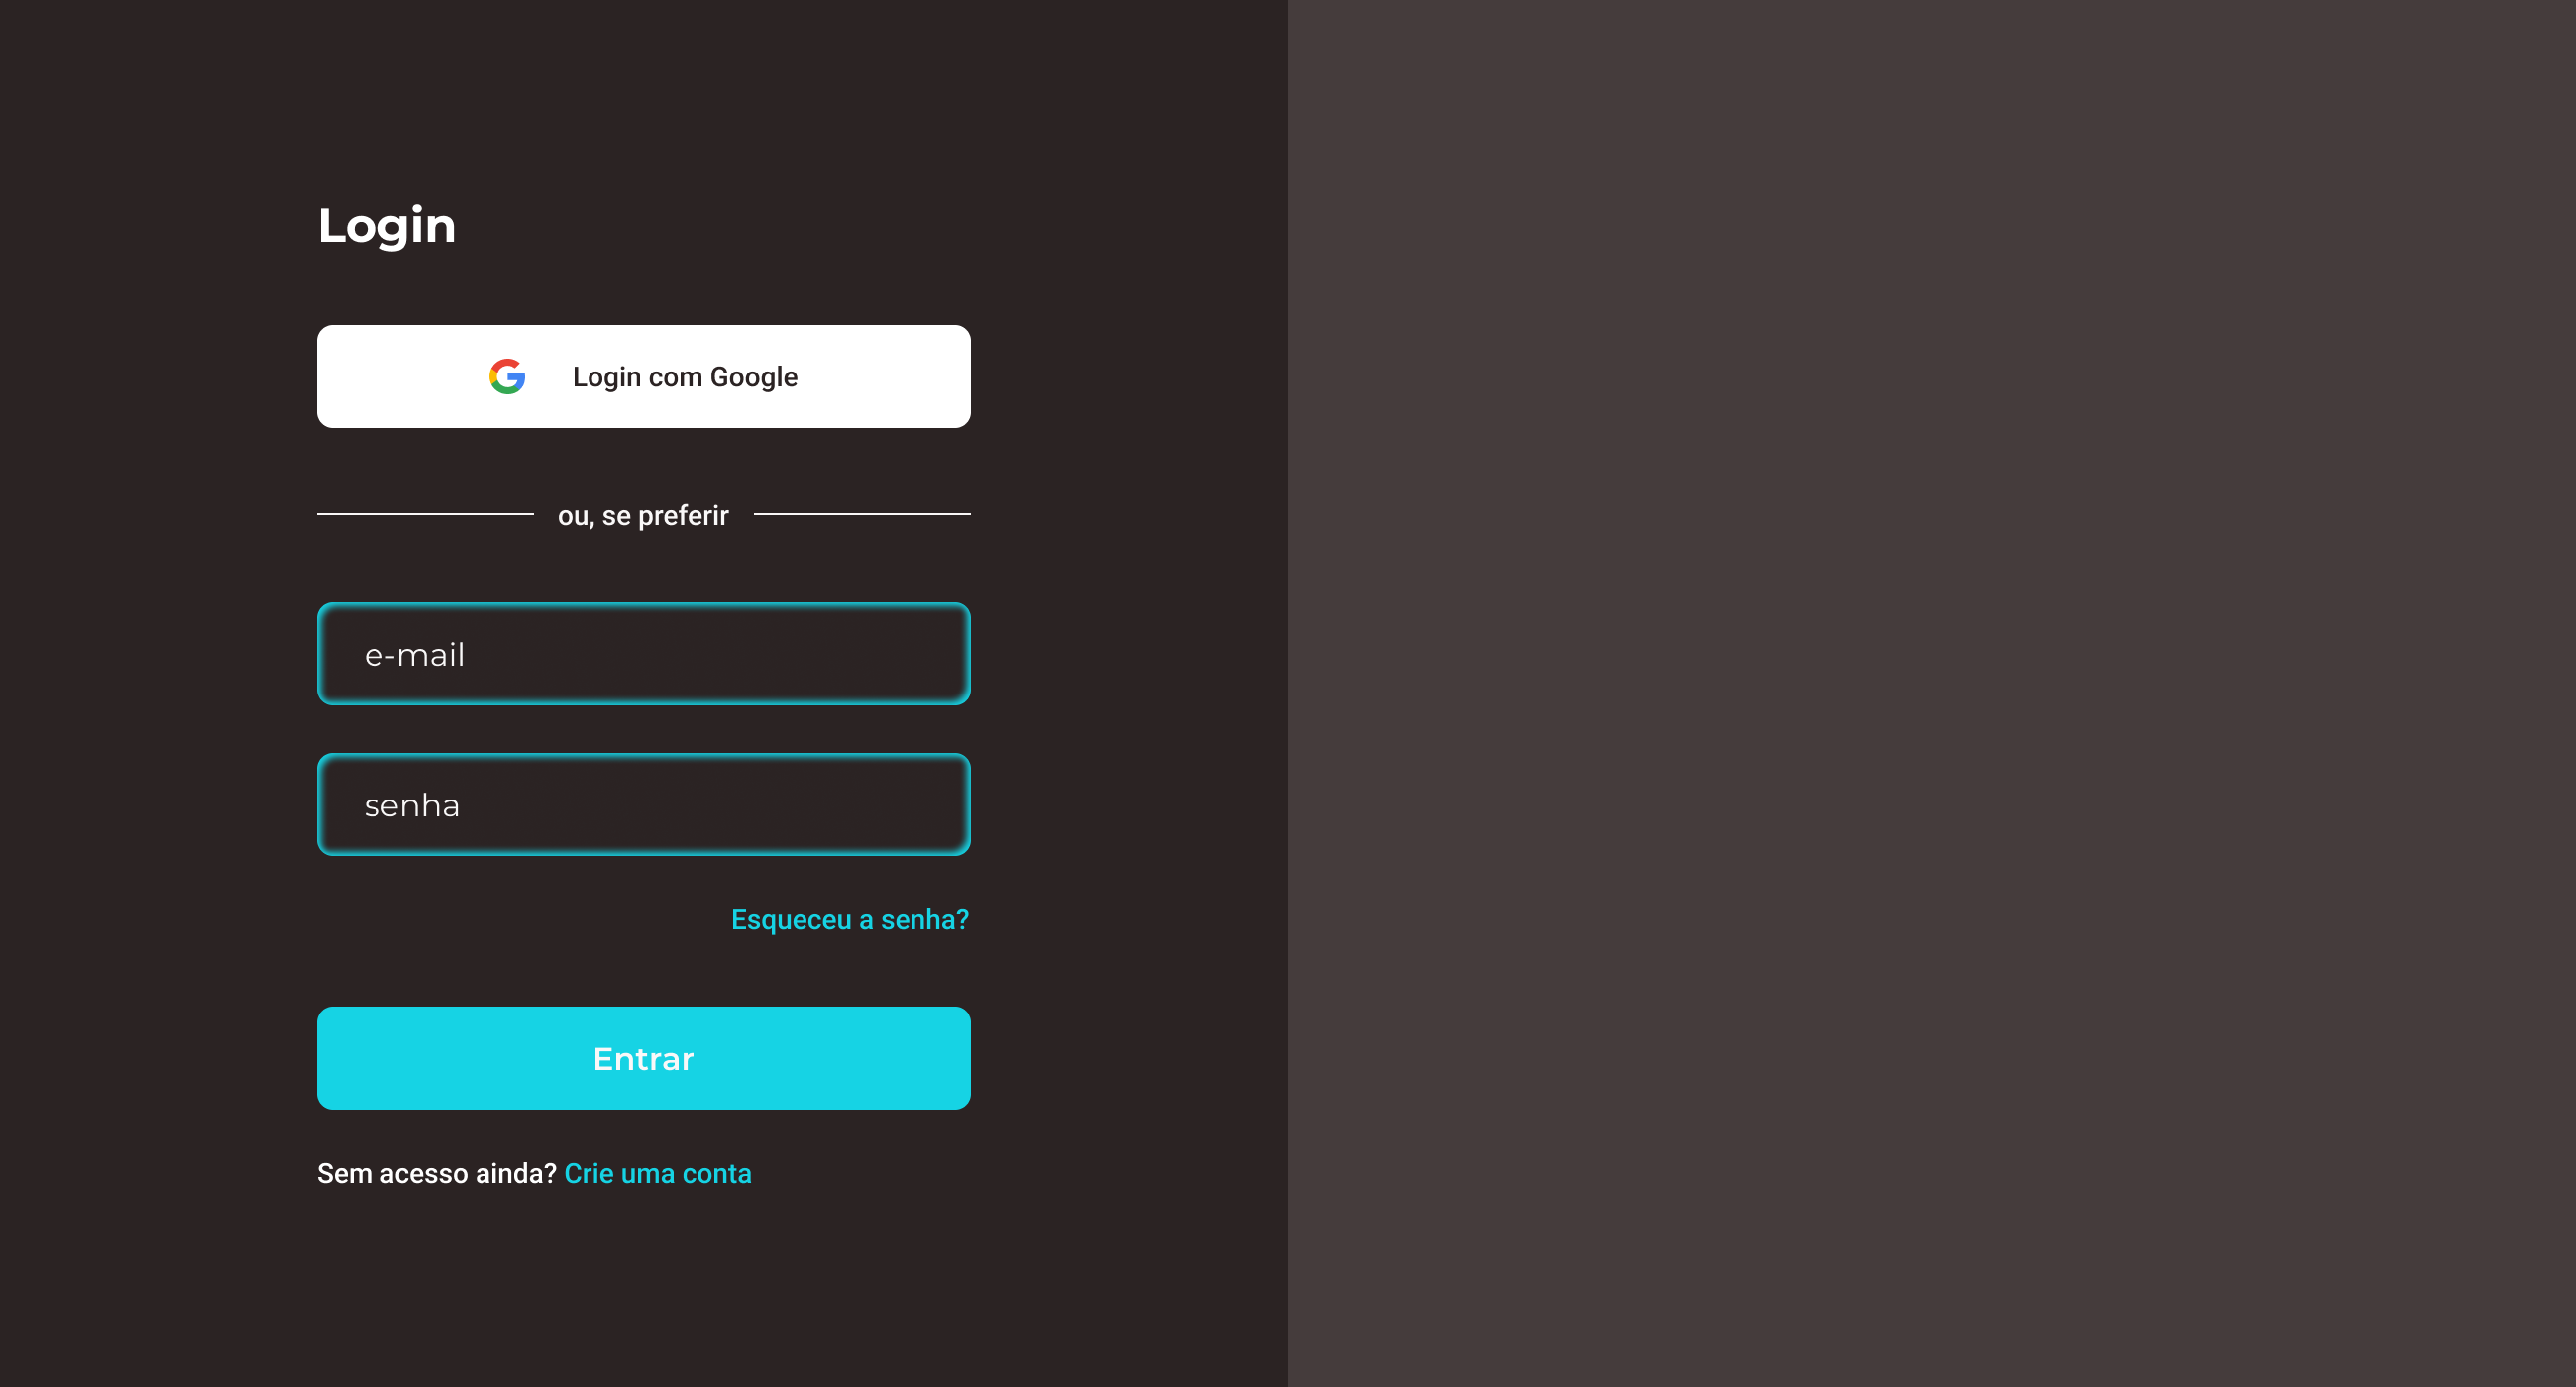 Login
Login com Google
ou, se preferir
e-mail
senha
Esqueceu a senha?
Entrar
Sem acesso ainda? Crie uma conta